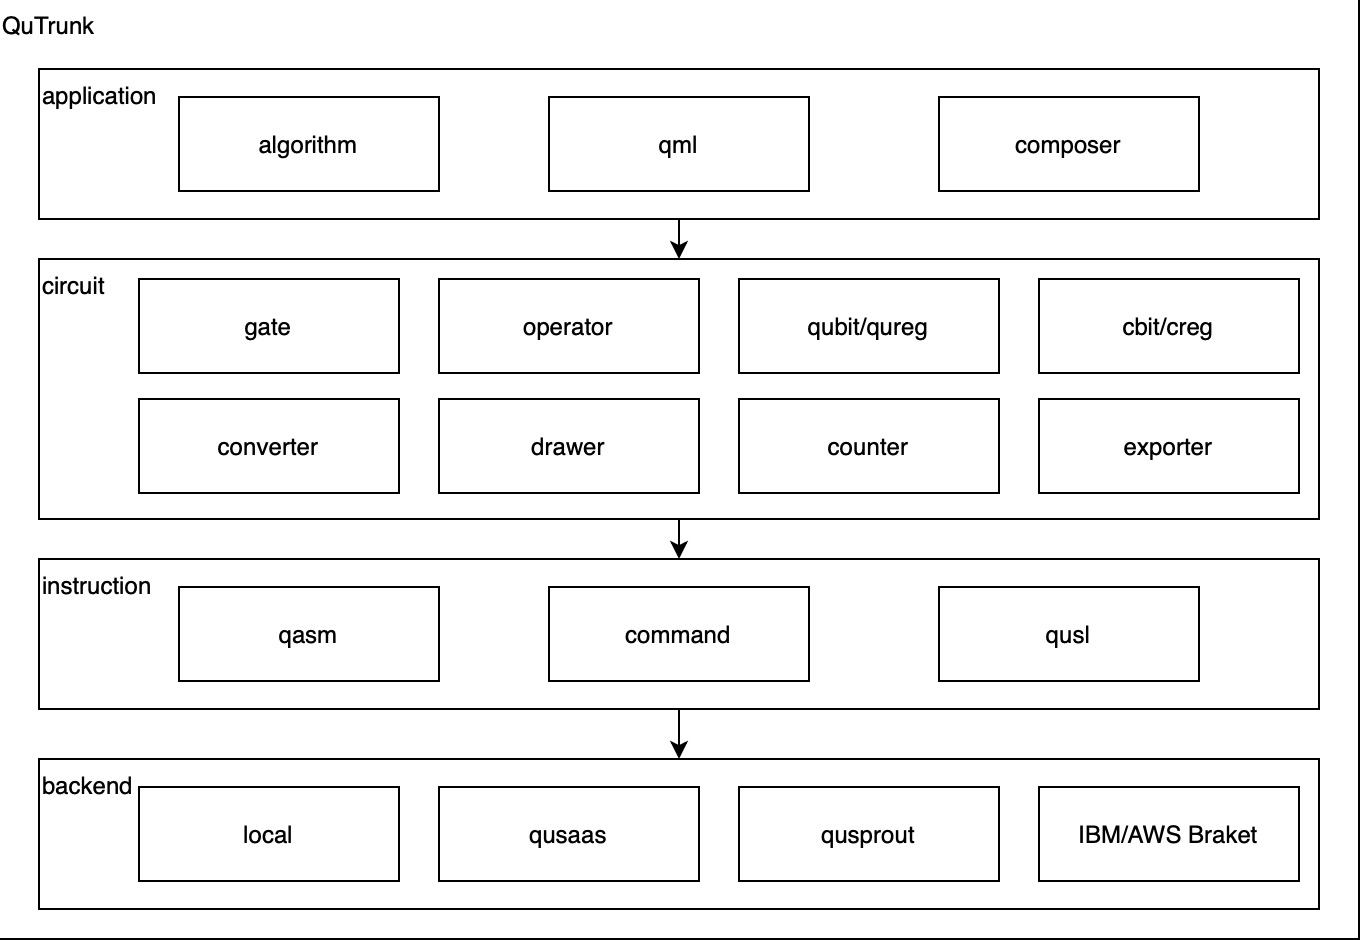 QuTrunk
application
algorithm
qml
composer
circuit
gate
operator
qubit/qureg
cbit/creg
converter
drawer
counter
exporter
instruction
qasm
command
qusl
backend
local
qusaas
qusprout
IBM/AWS Braket